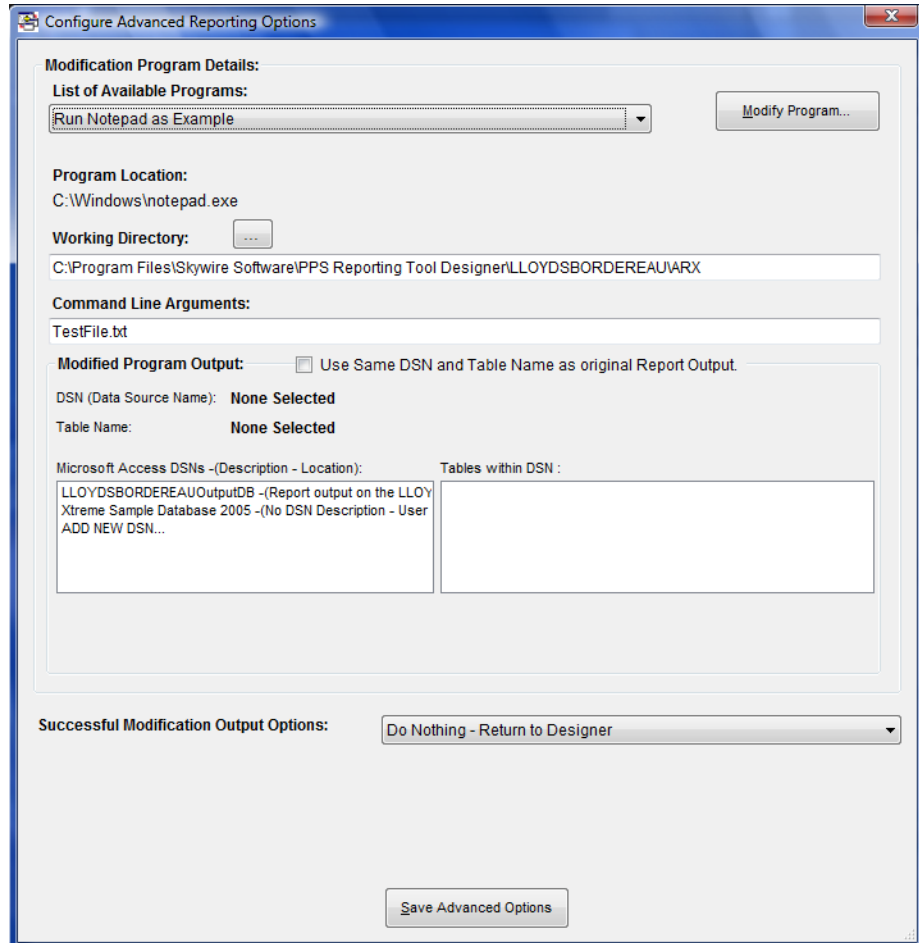 Configure Advanced Reporting Options
Modification Program Details:
List of Available Programs:
Run Notepad as Example
Modify Program...
Program Location:
C:\Windows\notepad.exe
Working Directory:
...
C:\Program Files\Skywire Software\PPS Reporting Tool Designer\LLOYDSBORDEREAU\ARX
Command Line Arguments:
TestFile.txt
Modified Program Output:
Use Same DSN and Table Name as original Report Output.
DSN (Data Source Name): None Selected
Table Name: None Selected
Microsoft Access DSNs -(Description - Location):
LLOYDSBORDEREAUOutputDB -(Report output on the LLOY
Xtreme Sample Database 2005 -(No DSN Description - User
ADD NEW DSN...
Tables within DSN :
Successful Modification Output Options:
Do Nothing - Return to Designer
Save Advanced Options